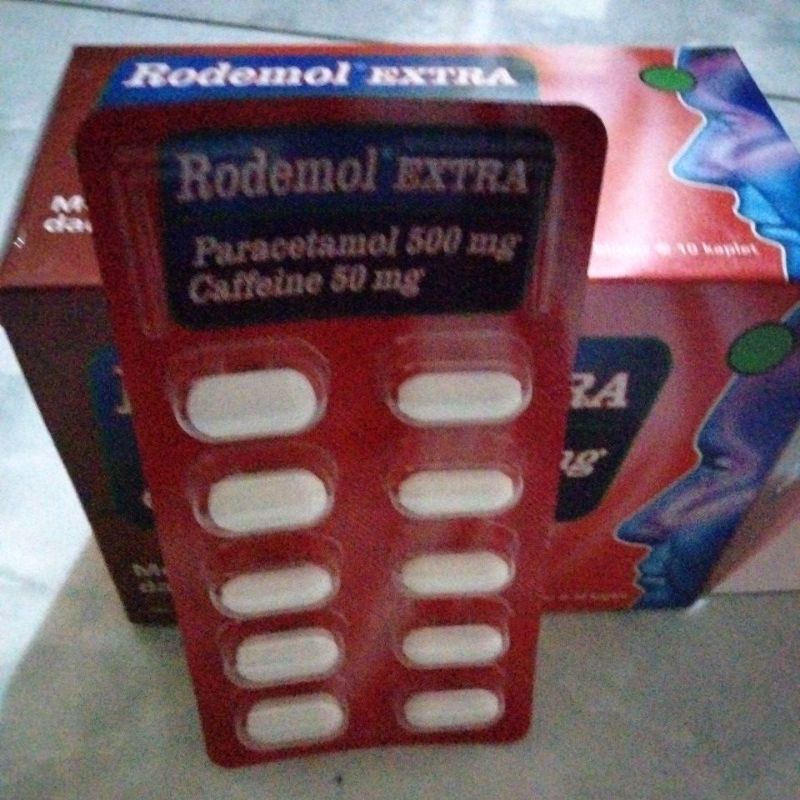 Rodemol EXTRA
@ 10 kaplet
Rodemol EXTRA
Paracetamol 500 mg
Caffeine 50 mg
RA